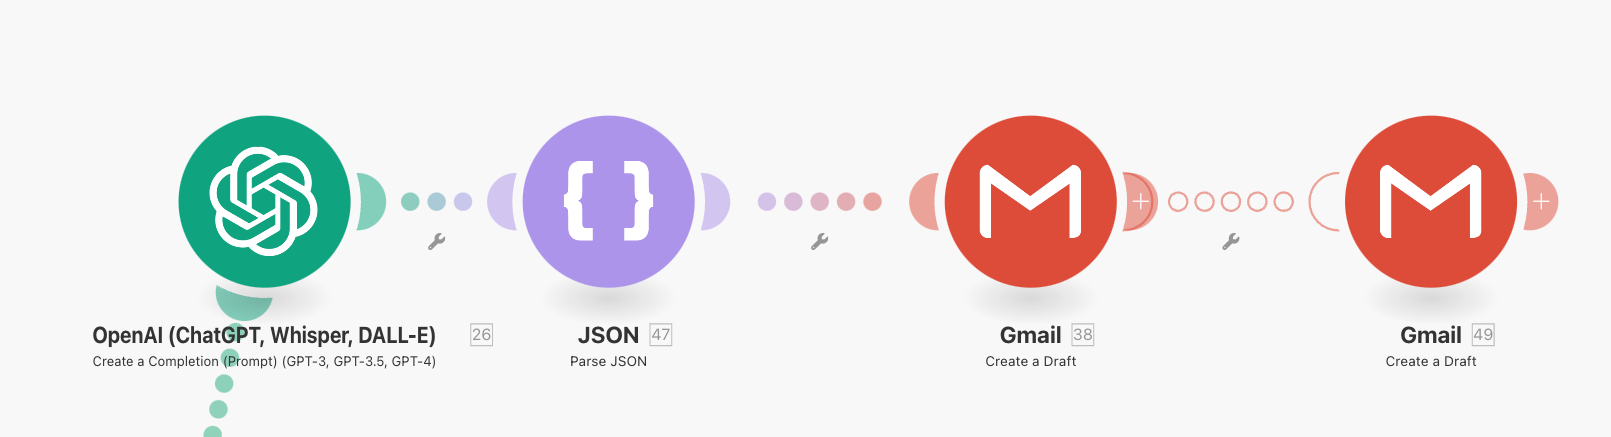 OpenAI (ChatGPT, Whisper, DALL-E) 26
Create a Completion (Prompt) (GPT-3, GPT-3.5, GPT-4)
JSON 47
Parse JSON
Gmail 38
Create a Draft
Gmail 49
Create a Draft